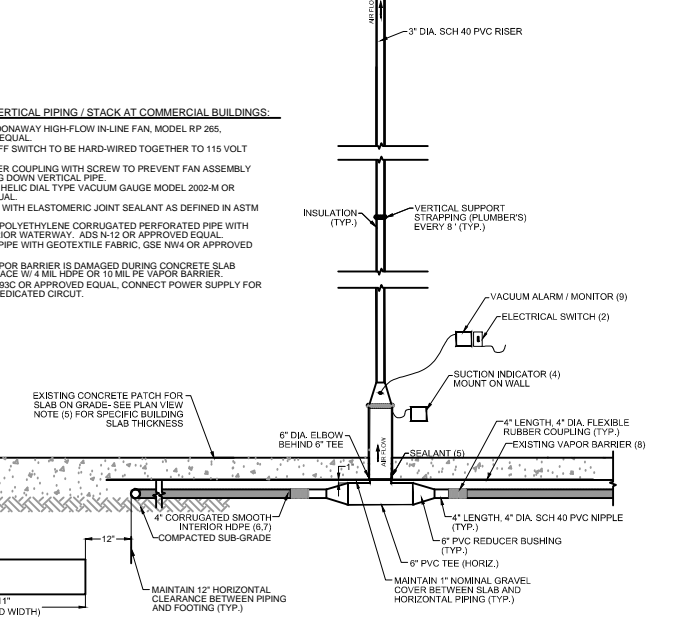 AIR FLOW
3" DIA. SCH 40 PVC RISER
VERTICAL PIPING / STACK AT COMMERCIAL BUILDINGS:
HIGH-FLOW IN-LINE FAN, MODEL RP 265,
EQUAL.
SWITCH TO BE HARD-WIRED TOGETHER TO 115 VOLT
COUPLING WITH SCREW TO PREVENT FAN ASSEMBLY
DOWN VERTICAL PIPE.
DIAL TYPE VACUUM GAUGE MODEL 2002-M OR
WITH ELASTOMERIC JOINT SEALANT AS DEFINED IN ASTM
POLYETHYLENE CORRUGATED PERFORATED PIPE WITH
WATERWAY. ADS N-12 OR APPROVED EQUAL.
PIPE WITH GEOTEXTILE FABRIC, GSE NW4 OR APPROVED
BARRIER IS DAMAGED DURING CONCRETE SLAB
W/ 4 MIL HDPE OR 10 MIL PE VAPOR BARRIER.
93C OR APPROVED EQUAL, CONNECT POWER SUPPLY FOR
CIRCUT.
INSULATION
(TYP.)
VERTICAL SUPPORT
STRAPPING (PLUMBER'S)
EVERY 8 ' (TYP.)
VACUUM ALARM / MONITOR (9)
ELECTRICAL SWITCH (2)
SUCTION INDICATOR (4)
MOUNT ON WALL
EXISTING CONCRETE PATCH FOR
SLAB ON GRADE- SEE PLAN VIEW
NOTE (5) FOR SPECIFIC BUILDING
SLAB THICKNESS
6" DIA. ELBOW
BEHIND 6" TEE
AIR FLOW
4" LENGTH, 4" DIA. FLEXIBLE
RUBBER COUPLING (TYP.)
EXISTING VAPOR BARRIER (8)
SEALANT (5)
1"
4" CORRUGATED SMOOTH
INTERIOR HDPE (6,7)
COMPACTED SUB-GRADE
4" LENGTH, 4" DIA. SCH 40 PVC NIPPLE
(TYP.)
6" PVC REDUCER BUSHING
(TYP.)
6" PVC TEE (HORIZ.)
12"
MAINTAIN 12" HORIZONTAL
CLEARANCE BETWEEN PIPING
AND FOOTING (TYP.)
MAINTAIN 1" NOMINAL GRAVEL
COVER BETWEEN SLAB AND
HORIZONTAL PIPING (TYP.)
WIDTH)